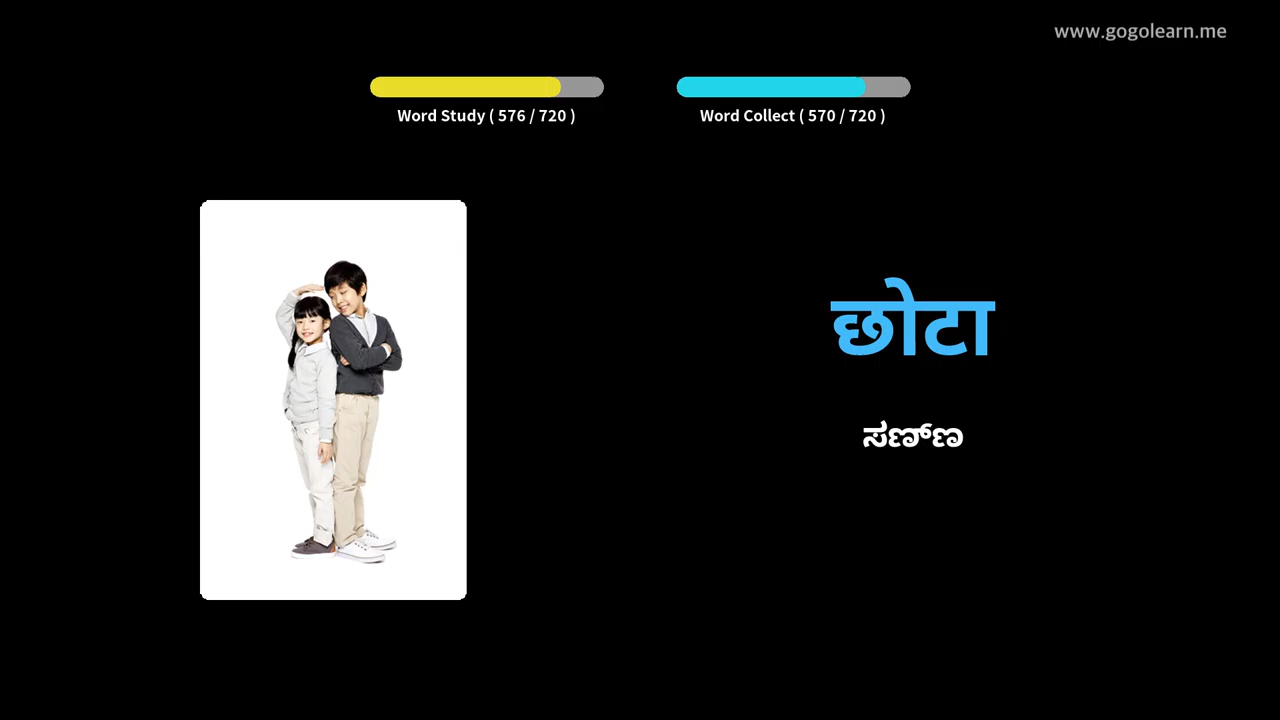 www.gogolearn.me
Word Study ( 576 / 720 )
Word Collect ( 570 / 720 )
छोटा
ಸಣ್‌ಣ